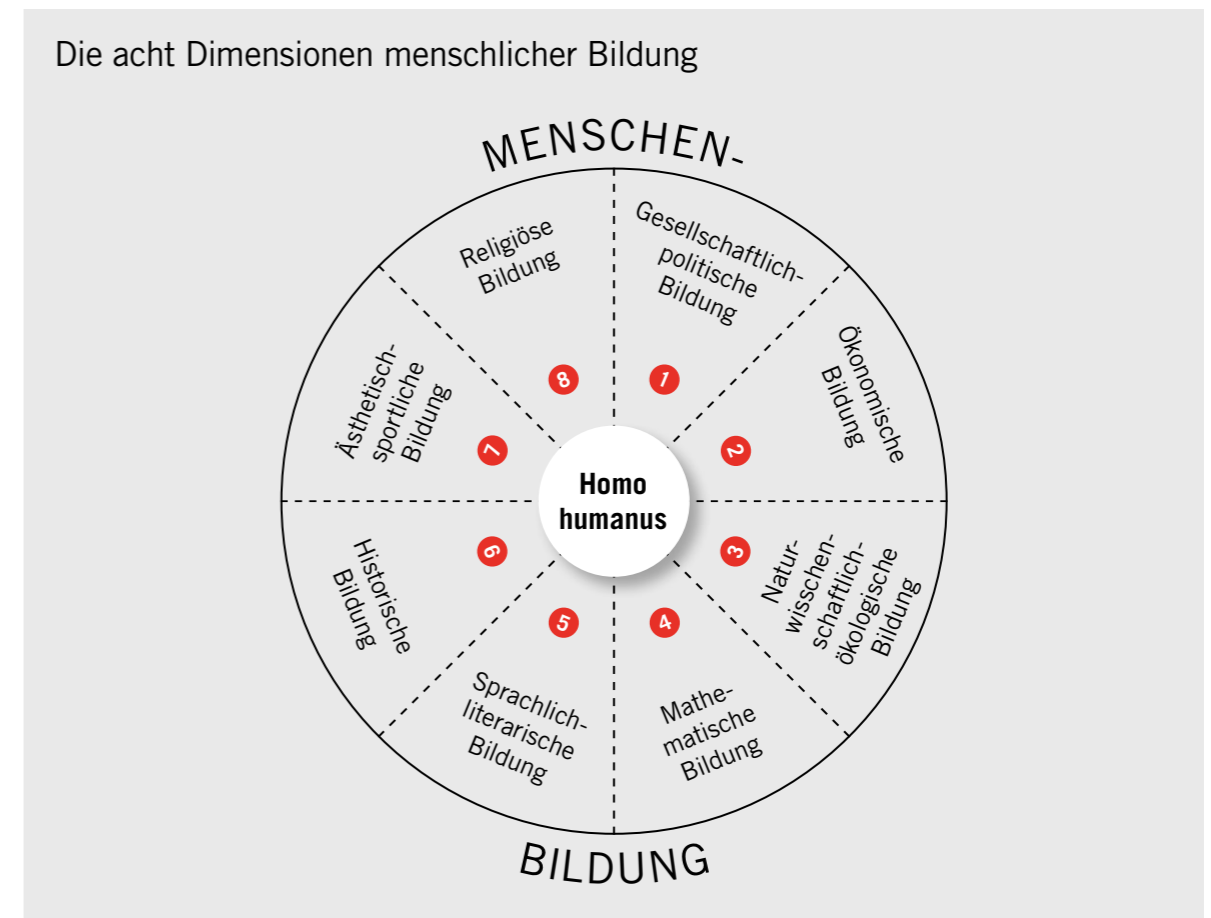 Die acht Dimensionen menschlicher Bildung
MENSCHEN-
Gesellschaftlich-
politische
Bildung
1
Ökonomische
Bildung
2
Natur-
wisschen-
schaftlich-
ökologische
Bildung
3
Mathe-
matische
Bildung
4
Sprachlich-
literarische
Bildung
5
Historische
Bildung
6
Ästhetisch-
sportliche
Bildung
7
Religiöse
Bildung
8
Homo
humanus
BILDUNG